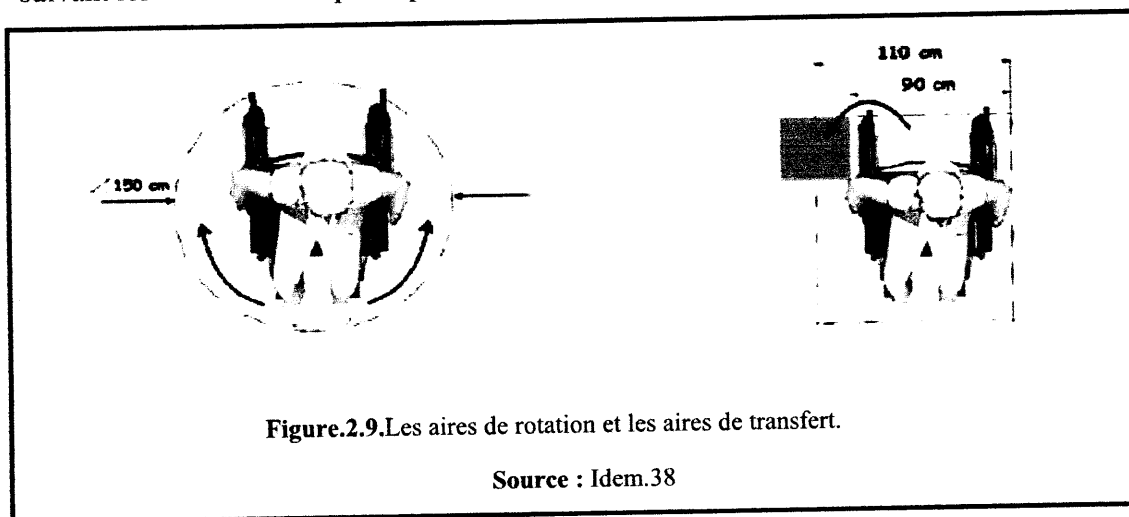 110 cm
90 cm
150 cm
Figure.2.9.Les aires de rotation et les aires de transfert.
Source : Idem.38